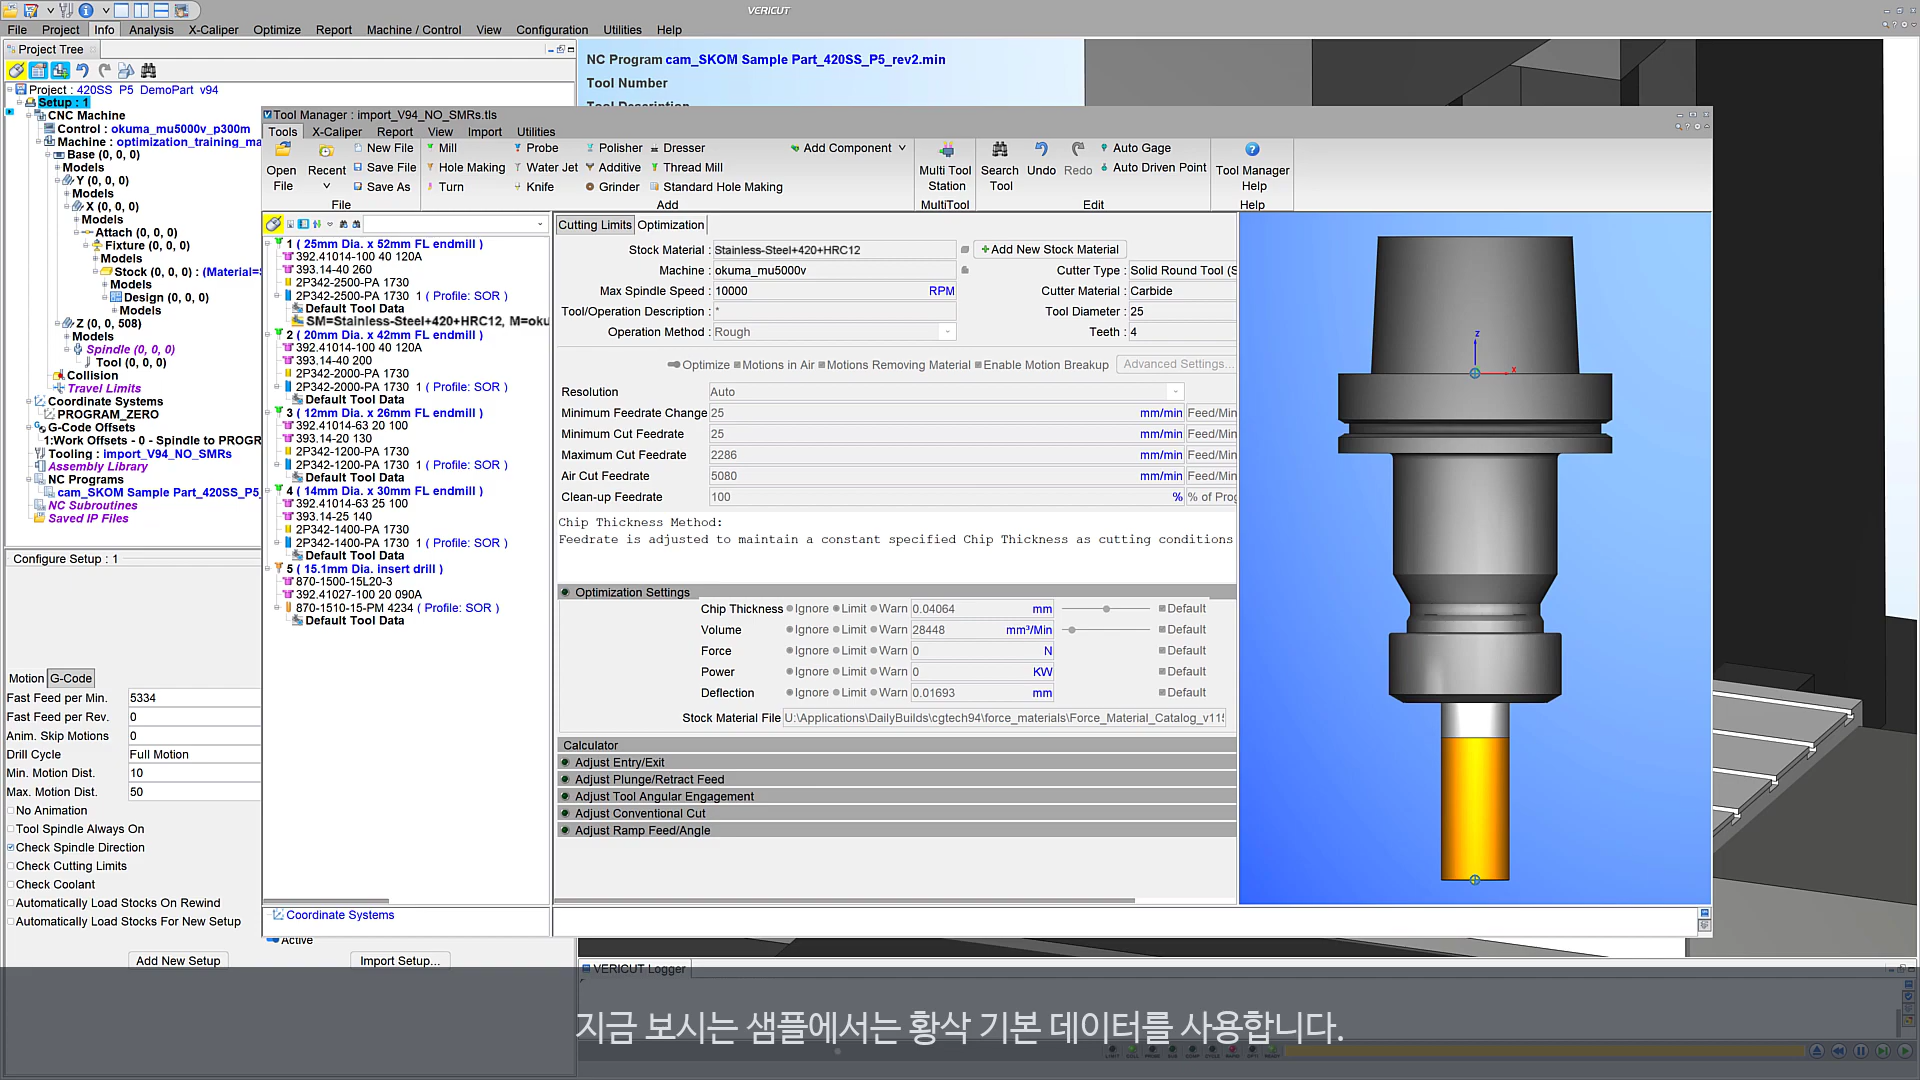 VERICUT
File Project Info Analysis X-Caliper Optimize Report Machine / Control View Configuration Utilities Help
Project Tree
Project : 420SS_P5_DemoPart_v94
Setup : 1
CNC Machine
Control : okuma_mu5000v_p300m
Machine : optimization_training_ma
Base (0, 0, 0)
Models
Y (0, 0, 0)
Models
X (0, 0, 0)
Models
Attach (0, 0, 0)
Fixture (0, 0, 0)
Models
Stock (0, 0, 0) : (Material=S
Models
Design (0, 0, 0)
Models
Z (0, 0, 508)
Models
Spindle (0, 0, 0)
Tool (0, 0, 0)
Collision
Travel Limits
Coordinate Systems
PROGRAM_ZERO
G-Code Offsets
1:Work Offsets - 0 - Spindle to PROGR
Tooling : import_V94_NO_SMRs
Assembly Library
NC Programs
cam_SKOM Sample Part_420SS_P5_
NC Subroutines
Saved IP Files
Configure Setup : 1
Motion G-Code
Fast Feed per Min. 5334
Fast Feed per Rev. 0
Anim. Skip Motions 0
Drill Cycle Full Motion
Min. Motion Dist. 10
Max. Motion Dist. 50
No Animation
Tool Spindle Always On
Check Spindle Direction
Check Cutting Limits
Check Coolant
Automatically Load Stocks On Rewind
Automatically Load Stocks For New Setup
Active
Add New Setup Import Setup...
NC Program cam_SKOM Sample Part_420SS_P5_rev2.min
Tool Number
Tool Description
Tool Manager : import_V94_NO_SMRs.tls
Tools X-Caliper Report View Import Utilities
Open File
Recent
New File
Save File
Save As
File
Mill Probe Polisher Dresser
Hole Making Water Jet Additive Thread Mill
Turn Knife Grinder Standard Hole Making
Add Component
Add
Multi Tool Station
MultiTool
Search Tool
Undo
Redo
Auto Gage
Auto Driven Point
Edit
Tool Manager Help
Help
1 ( 25mm Dia. x 52mm FL endmill )
392.41014-100 40 120A
393.14-40 260
2P342-2500-PA 1730
2P342-2500-PA 1730 1 ( Profile: SOR )
Default Tool Data
SM=Stainless-Steel+420+HRC12, M=oku
2 ( 20mm Dia. x 42mm FL endmill )
392.41014-100 40 120A
393.14-40 200
2P342-2000-PA 1730
2P342-2000-PA 1730 1 ( Profile: SOR )
Default Tool Data
3 ( 12mm Dia. x 26mm FL endmill )
392.41014-63 20 100
393.14-20 130
2P342-1200-PA 1730
2P342-1200-PA 1730 1 ( Profile: SOR )
Default Tool Data
4 ( 14mm Dia. x 30mm FL endmill )
392.41014-63 25 100
393.14-25 140
2P342-1400-PA 1730
2P342-1400-PA 1730 1 ( Profile: SOR )
Default Tool Data
5 ( 15.1mm Dia. insert drill )
870-1500-15L20-3
392.41027-100 20 090A
870-1510-15-PM 4234 ( Profile: SOR )
Default Tool Data
Coordinate Systems
Cutting Limits Optimization
Stock Material : Stainless-Steel+420+HRC12 +Add New Stock Material
Machine : okuma_mu5000v Cutter Type : Solid Round Tool (S
Max Spindle Speed : 10000 RPM Cutter Material : Carbide
Tool/Operation Description : * Tool Diameter : 25
Operation Method : Rough Teeth : 4
Optimize Motions in Air Motions Removing Material Enable Motion Breakup Advanced Settings...
Resolution Auto
Minimum Feedrate Change 25 mm/min Feed/Min
Minimum Cut Feedrate 25 mm/min Feed/Min
Maximum Cut Feedrate 2286 mm/min Feed/Min
Air Cut Feedrate 5080 mm/min Feed/Min
Clean-up Feedrate 100 % % of Prog
Chip Thickness Method:
Feedrate is adjusted to maintain a constant specified Chip Thickness as cutting conditions
Optimization Settings
Chip Thickness Ignore Limit Warn 0.04064 mm Default
Volume Ignore Limit Warn 28448 mm³/Min Default
Force Ignore Limit Warn 0 N Default
Power Ignore Limit Warn 0 KW Default
Deflection Ignore Limit Warn 0.01693 mm Default
Stock Material File U:\Applications\DailyBuilds\cgtech94\force_materials\Force_Material_Catalog_v11
Calculator
Adjust Entry/Exit
Adjust Plunge/Retract Feed
Adjust Tool Angular Engagement
Adjust Conventional Cut
Adjust Ramp Feed/Angle
Z
X
VERICUT Logger
지금 보시는 샘플에서는 황삭 기본 데이터를 사용합니다.